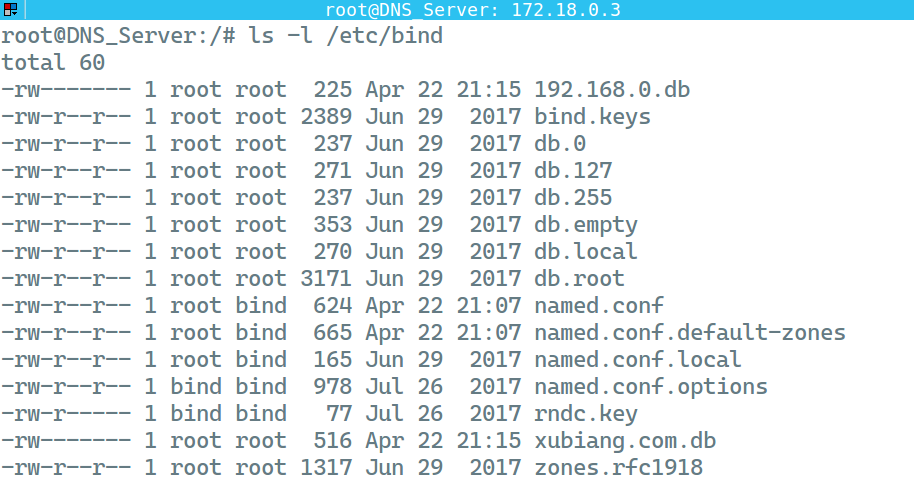 root@DNS_Server: 172.18.0.3
root@DNS_Server:/# ls -l /etc/bind
total 60
-rw------- 1 root root  225 Apr 22 21:15 192.168.0.db
-rw-r--r-- 1 root root 2389 Jun 29  2017 bind.keys
-rw-r--r-- 1 root root  237 Jun 29  2017 db.0
-rw-r--r-- 1 root root  271 Jun 29  2017 db.127
-rw-r--r-- 1 root root  237 Jun 29  2017 db.255
-rw-r--r-- 1 root root  353 Jun 29  2017 db.empty
-rw-r--r-- 1 root root  270 Jun 29  2017 db.local
-rw-r--r-- 1 root root 3171 Jun 29  2017 db.root
-rw-r--r-- 1 root bind  624 Apr 22 21:07 named.conf
-rw-r--r-- 1 root bind  665 Apr 22 21:07 named.conf.default-zones
-rw-r--r-- 1 root bind  165 Jun 29  2017 named.conf.local
-rw-r--r-- 1 bind bind  978 Jul 26  2017 named.conf.options
-rw-r----- 1 bind bind   77 Jul 26  2017 rndc.key
-rw------- 1 root root  516 Apr 22 21:15 xubiang.com.db
-rw-r--r-- 1 root root 1317 Jun 29  2017 zones.rfc1918